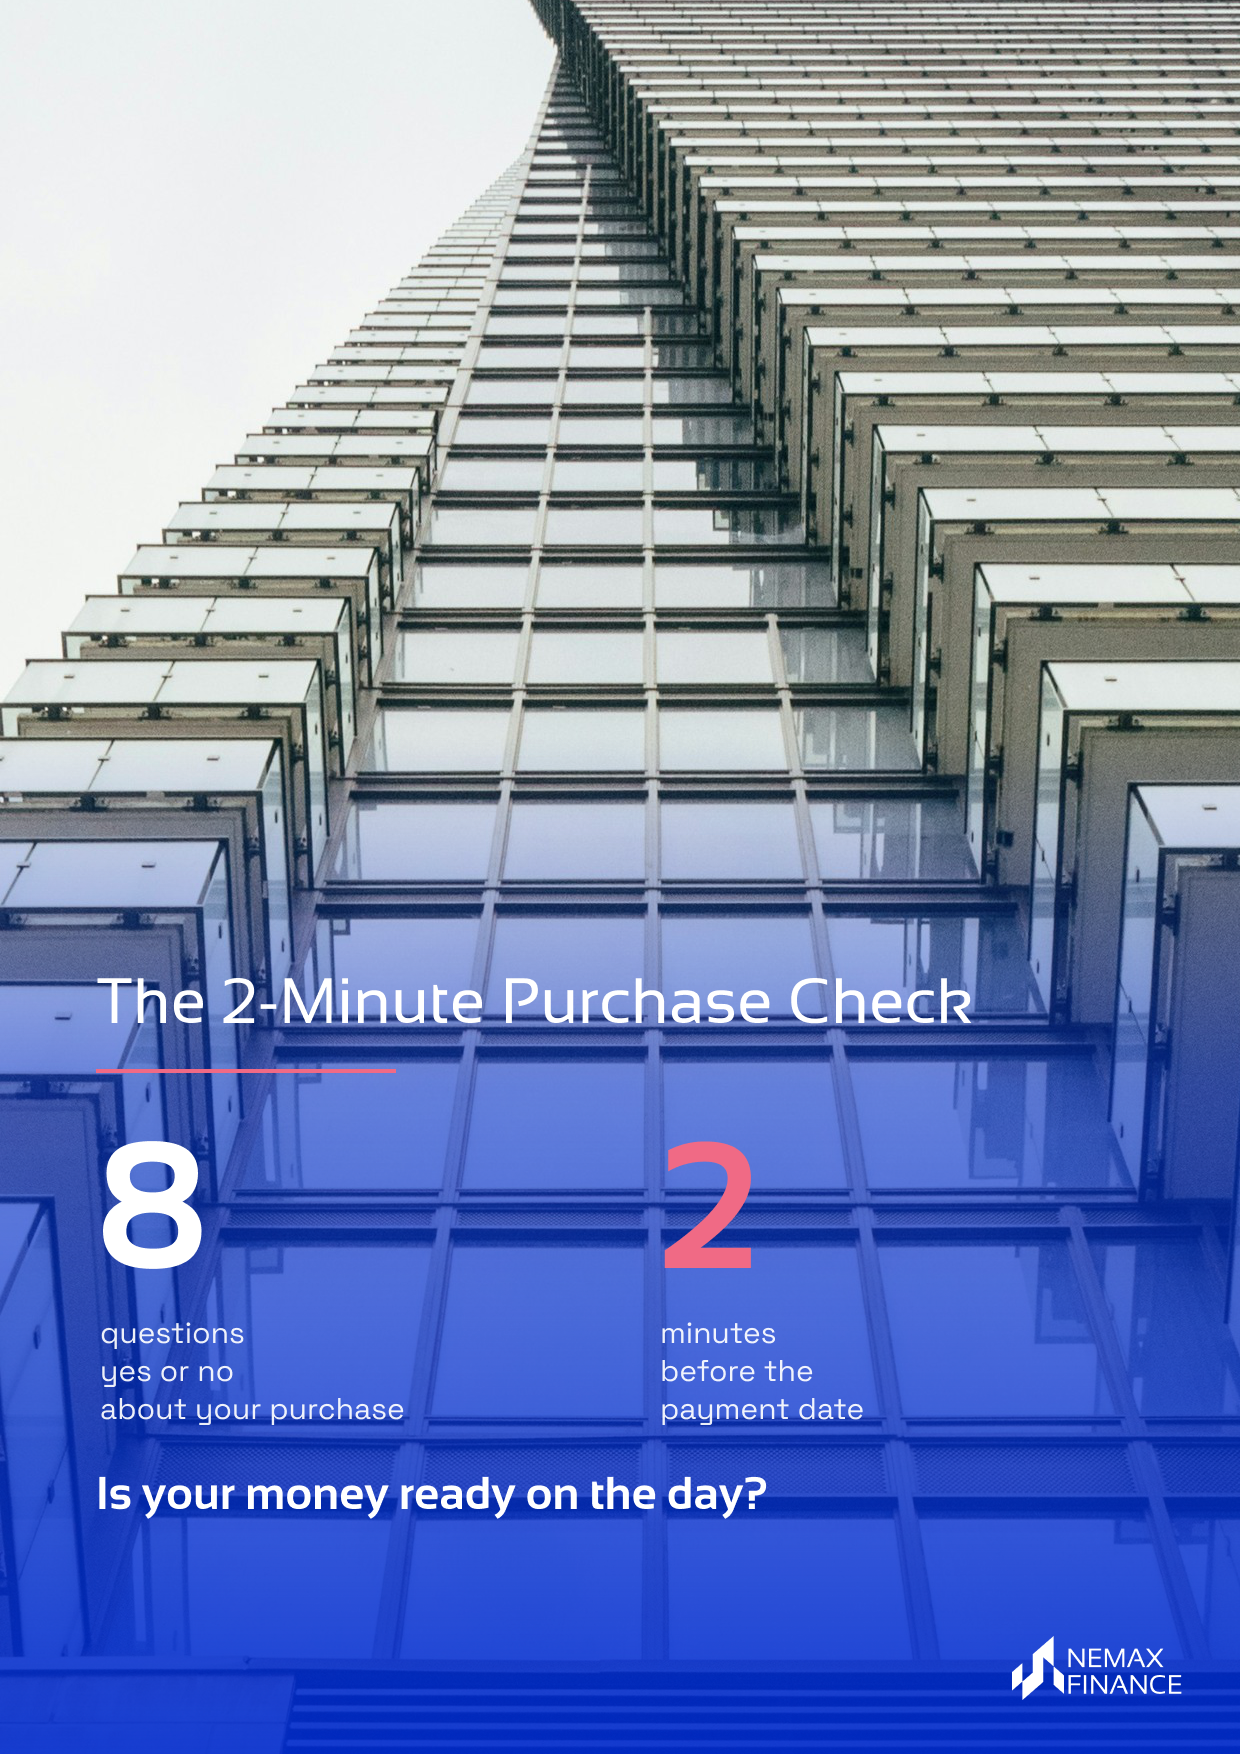 The 2-Minute Purchase Check
8
questions
yes or no
about your purchase
2
minutes
before the
payment date
Is your money ready on the day?
NEMAX
FINANCE